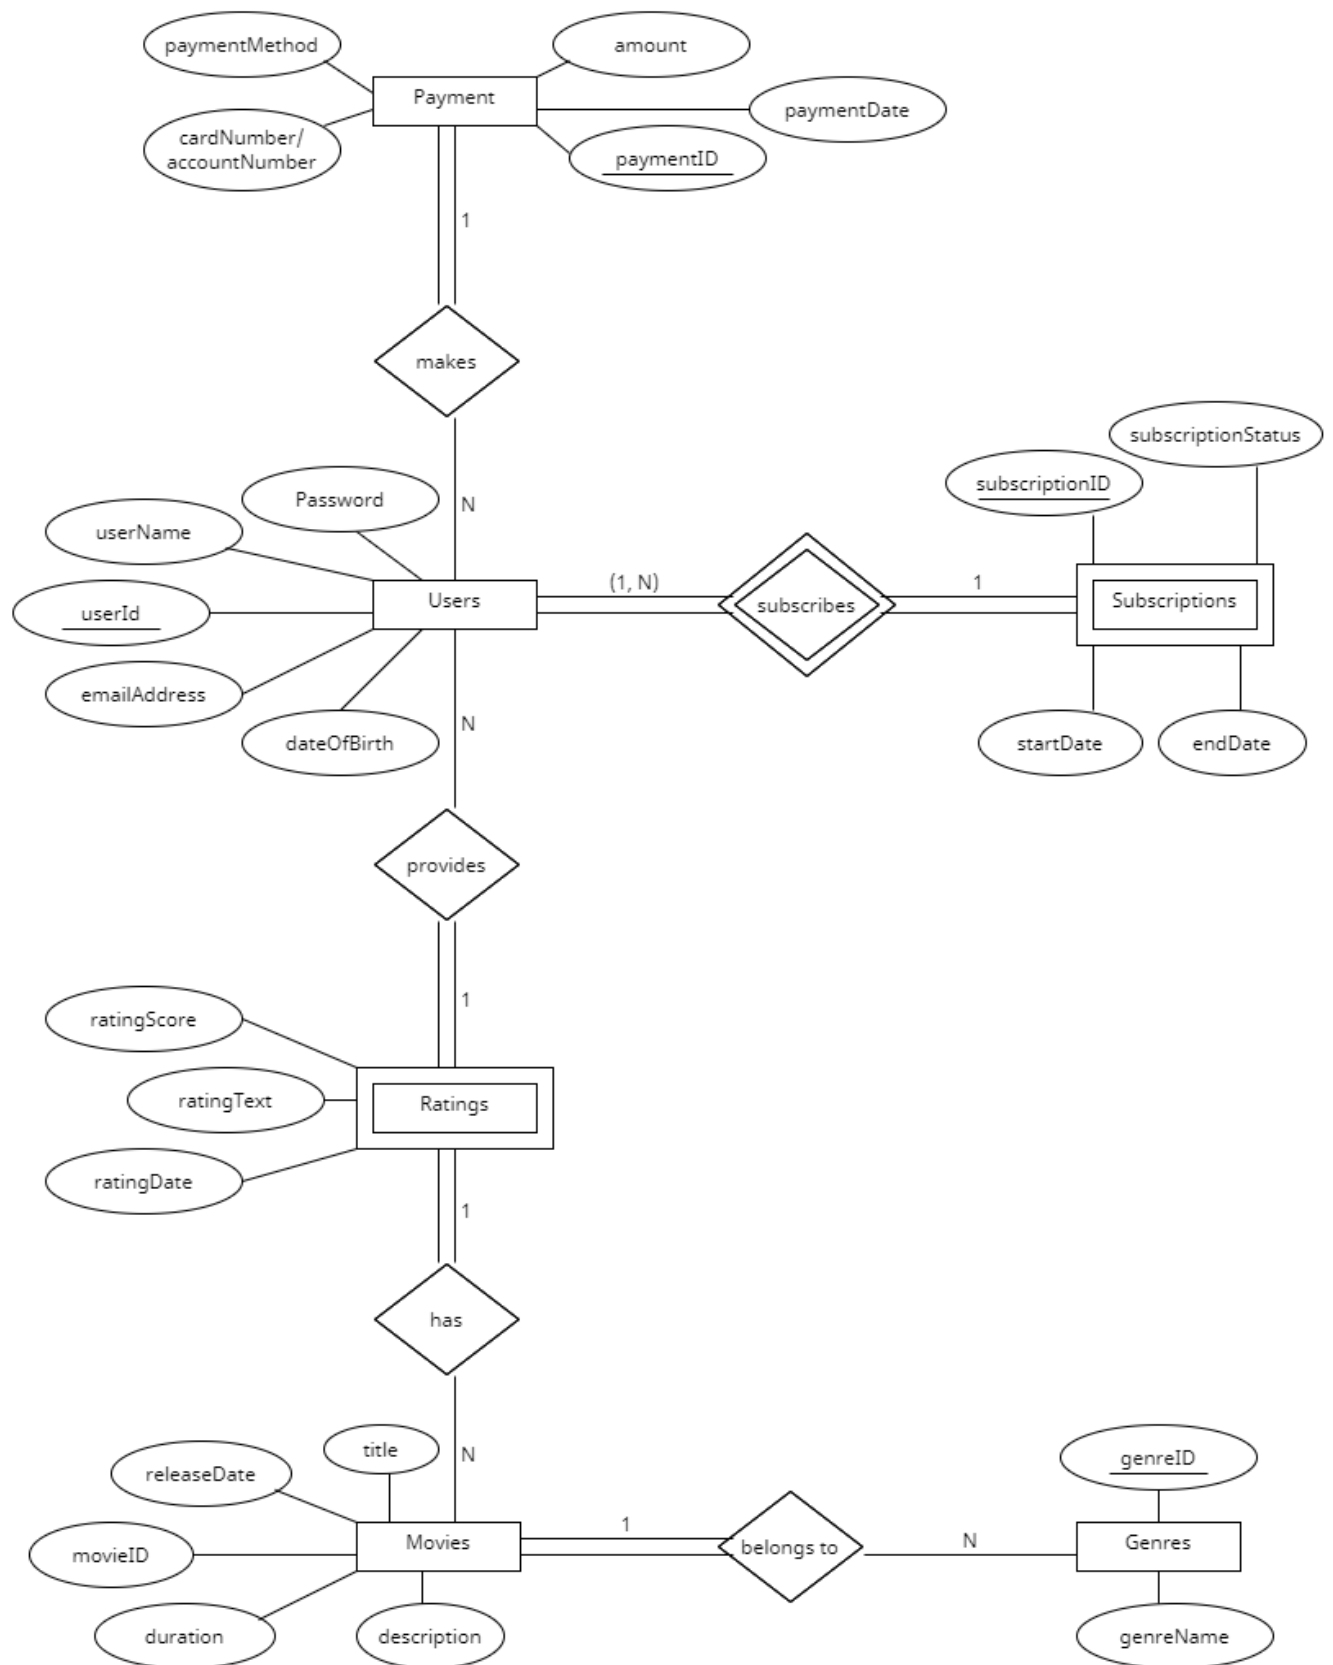 paymentMethod
amount
Payment
paymentDate
cardNumber/
accountNumber
paymentID
1
makes
subscriptionStatus
subscriptionID
Password
N
userName
(1, N)
1
Users
subscribes
Subscriptions
userId
emailAddress
N
dateOfBirth
startDate
endDate
provides
1
ratingScore
ratingText
Ratings
ratingDate
1
has
title
N
genreID
releaseDate
1
N
Movies
belongs to
Genres
movieID
duration
description
genreName